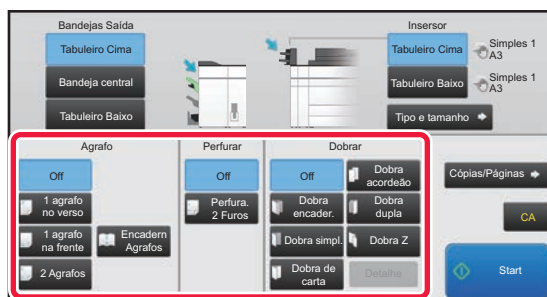 Bandejas Saída
Insersor
Tabuleiro Cima
Tabuleiro Cima
Simples 1
A3
Bandeja central
Tabuleiro Baixo
Simples 1
A3
Tabuleiro Baixo
Tipo e tamanho
Agrafo
Perfurar
Dobrar
Off
Off
Dobra
acordeão
Cópias/Páginas
1 agrafo
no verso
Perfura.
2 Furos
Dobra
encader.
Dobra
dupla
CA
1 agrafo
na frente
Encadern
Agrafos
Dobra simpl.
Dobra Z
2 Agrafos
Dobra de
carta
Detalhe
Start